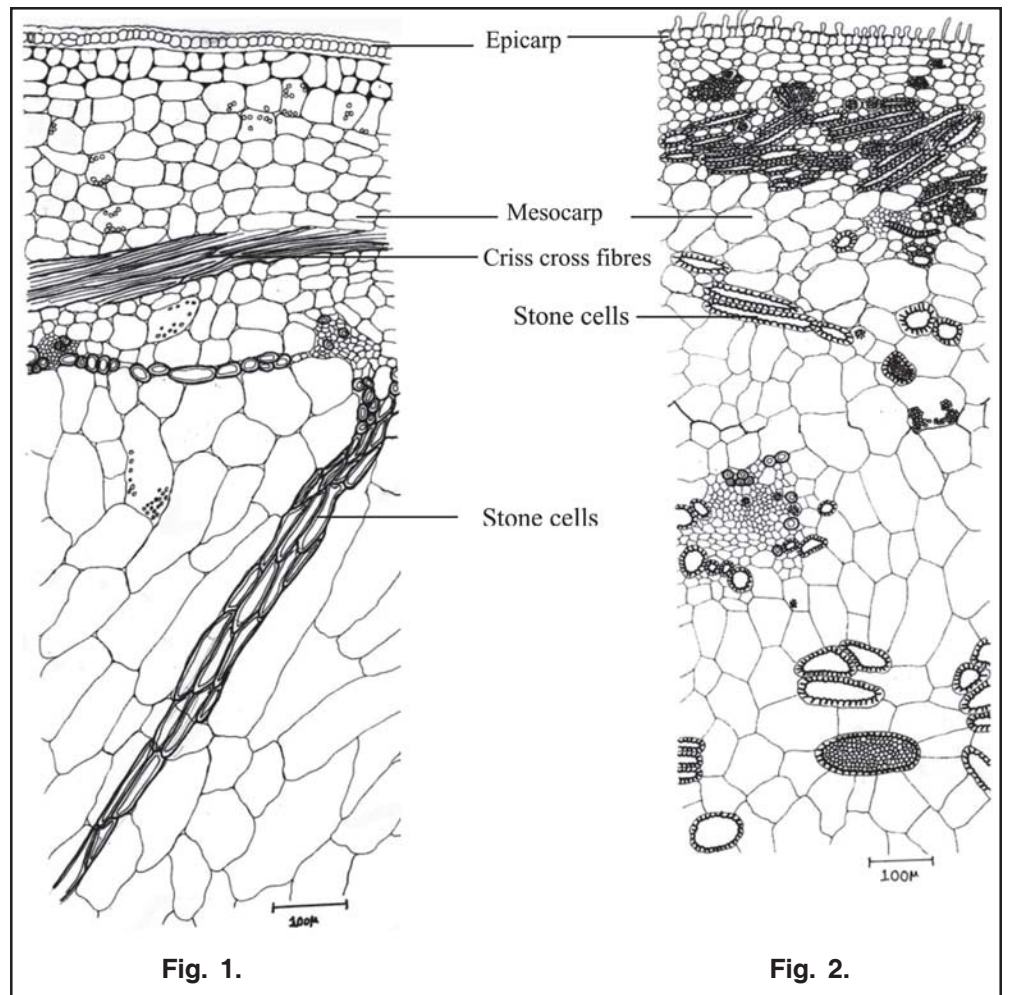 Epicarp
Mesocarp
Criss cross fibres
Stone cells
Stone cells
100μ
100μ
Fig. 1.
Fig. 2.